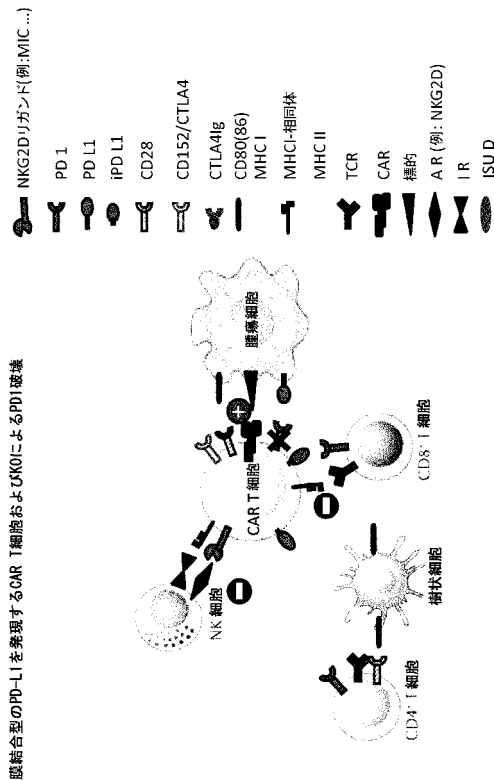 膜結合型のPD-L1を発現するCAR T細胞およびKOによるPD1破壊
NK 細胞
CAR T 細胞
腫瘍細胞
CD4⁺ T 細胞
樹状細胞
CD8⁺ T 細胞
NKG2Dリガンド(例:MIC ...)
PD 1
PD L1
iPD L1
CD28
CD152/CTLA4
CTLA4Ig
CD80(86)
MHC I
MHCI-相同体
MHC II
TCR
CAR
標的
A R (例: NKG2D)
I R
ISU D